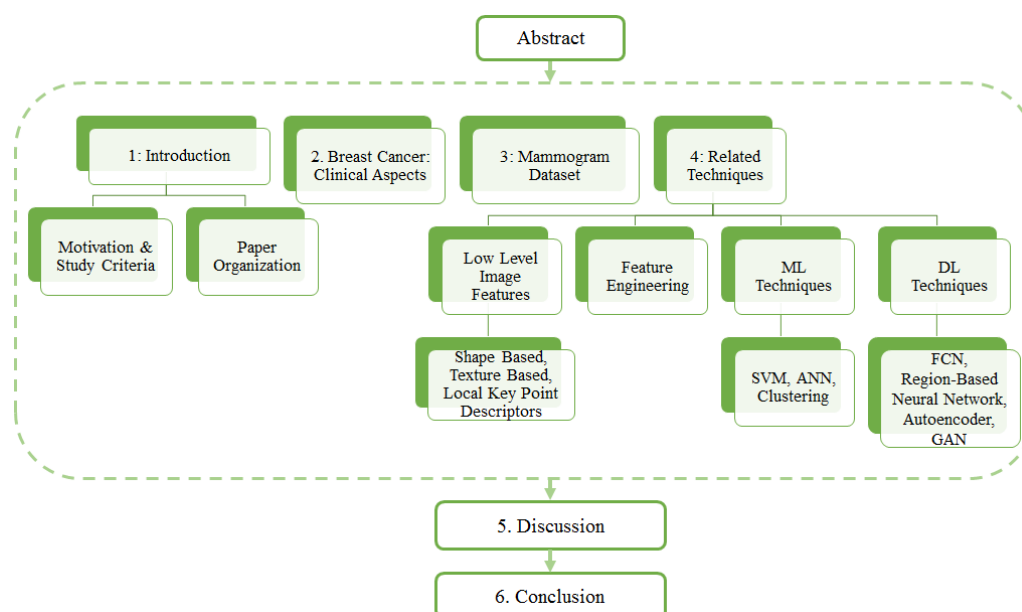 Abstract
1: Introduction
2. Breast Cancer:
Clinical Aspects
3: Mammogram
Dataset
4: Related
Techniques
Motivation &
Study Criteria
Paper
Organization
Low Level
Image
Features
Feature
Engineering
ML
Techniques
DL
Techniques
Shape Based,
Texture Based,
Local Key Point
Descriptors
SVM, ANN,
Clustering
FCN,
Region-Based
Neural Network,
Autoencoder,
GAN
5. Discussion
6. Conclusion